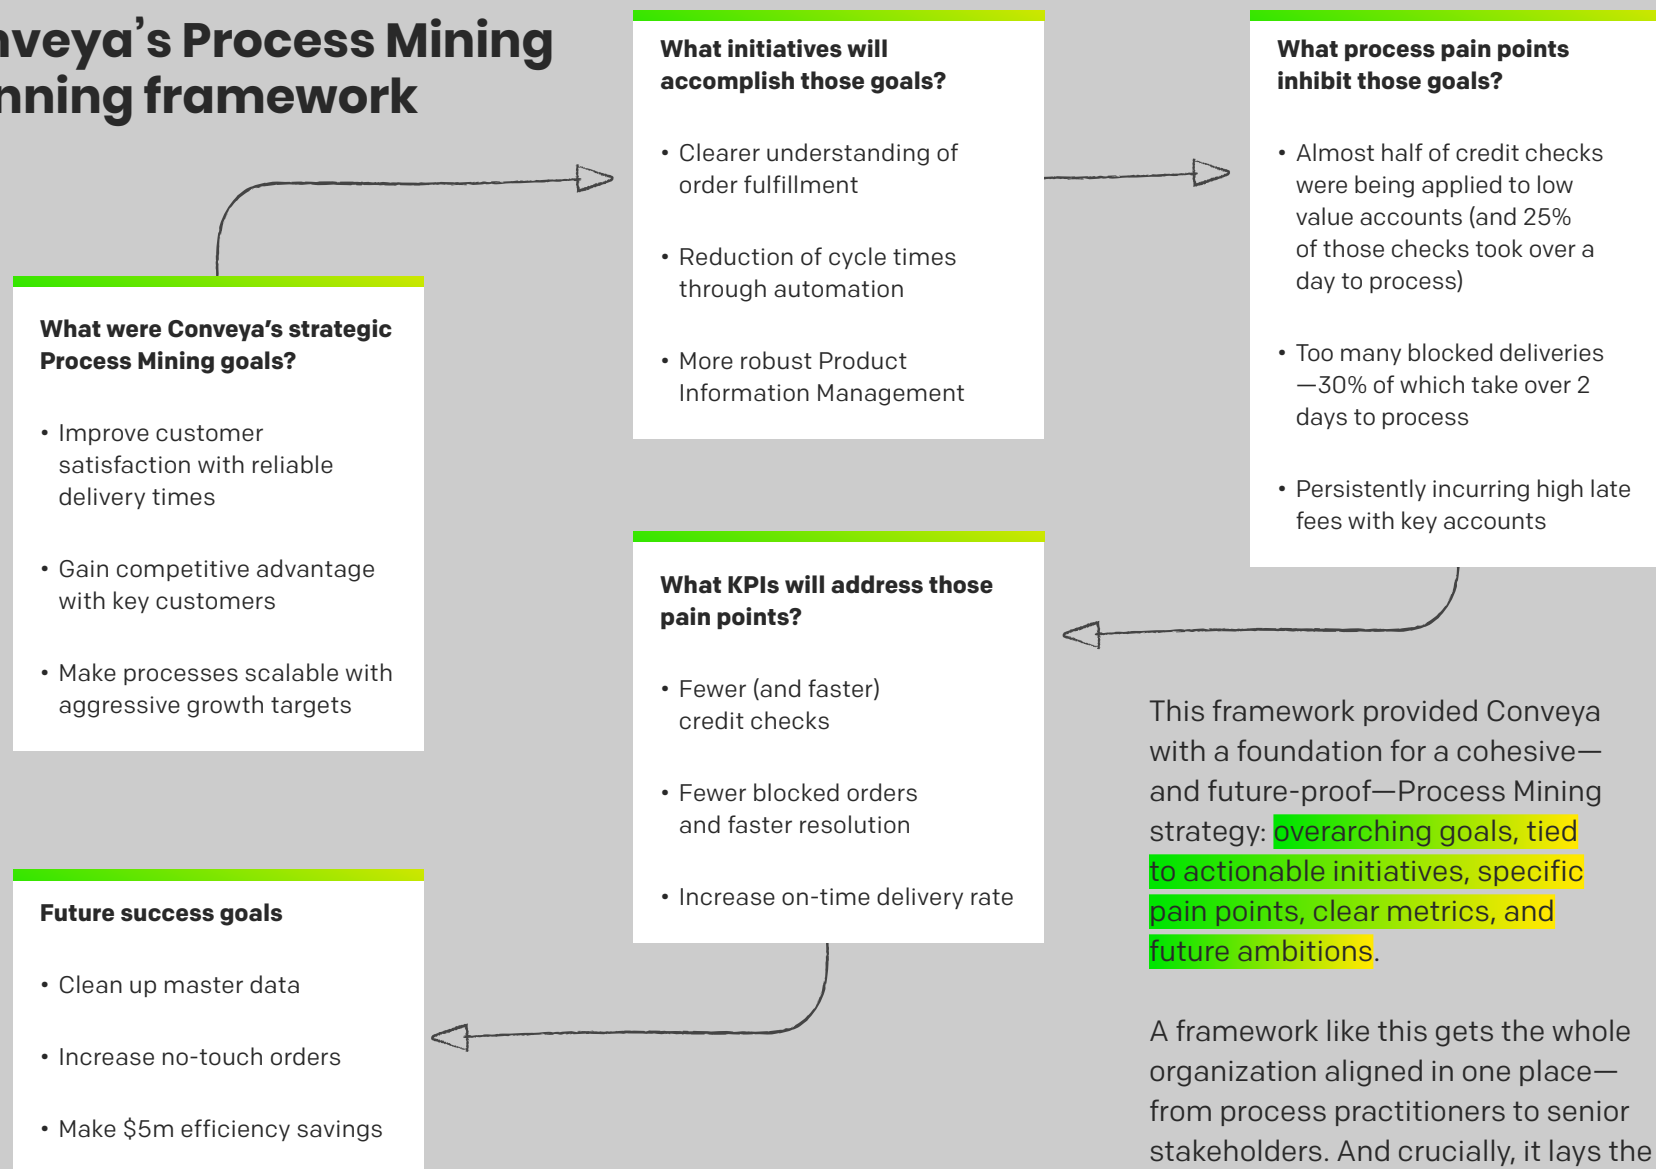 nveya’s Process Mining
nning framework
What were Conveya’s strategic
Process Mining goals?
• Improve customer
satisfaction with reliable
delivery times
• Gain competitive advantage
with key customers
• Make processes scalable with
aggressive growth targets
What initiatives will
accomplish those goals?
• Clearer understanding of
order fulfillment
• Reduction of cycle times
through automation
• More robust Product
Information Management
What process pain points
inhibit those goals?
• Almost half of credit checks
were being applied to low
value accounts (and 25%
of those checks took over a
day to process)
• Too many blocked deliveries
—30% of which take over 2
days to process
• Persistently incurring high late
fees with key accounts
What KPIs will address those
pain points?
• Fewer (and faster)
credit checks
• Fewer blocked orders
and faster resolution
• Increase on-time delivery rate
Future success goals
• Clean up master data
• Increase no-touch orders
• Make $5m efficiency savings
This framework provided Conveya
with a foundation for a cohesive—
and future-proof—Process Mining
strategy: overarching goals, tied
to actionable initiatives, specific
pain points, clear metrics, and
future ambitions.
A framework like this gets the whole
organization aligned in one place—
from process practitioners to senior
stakeholders. And crucially, it lays the